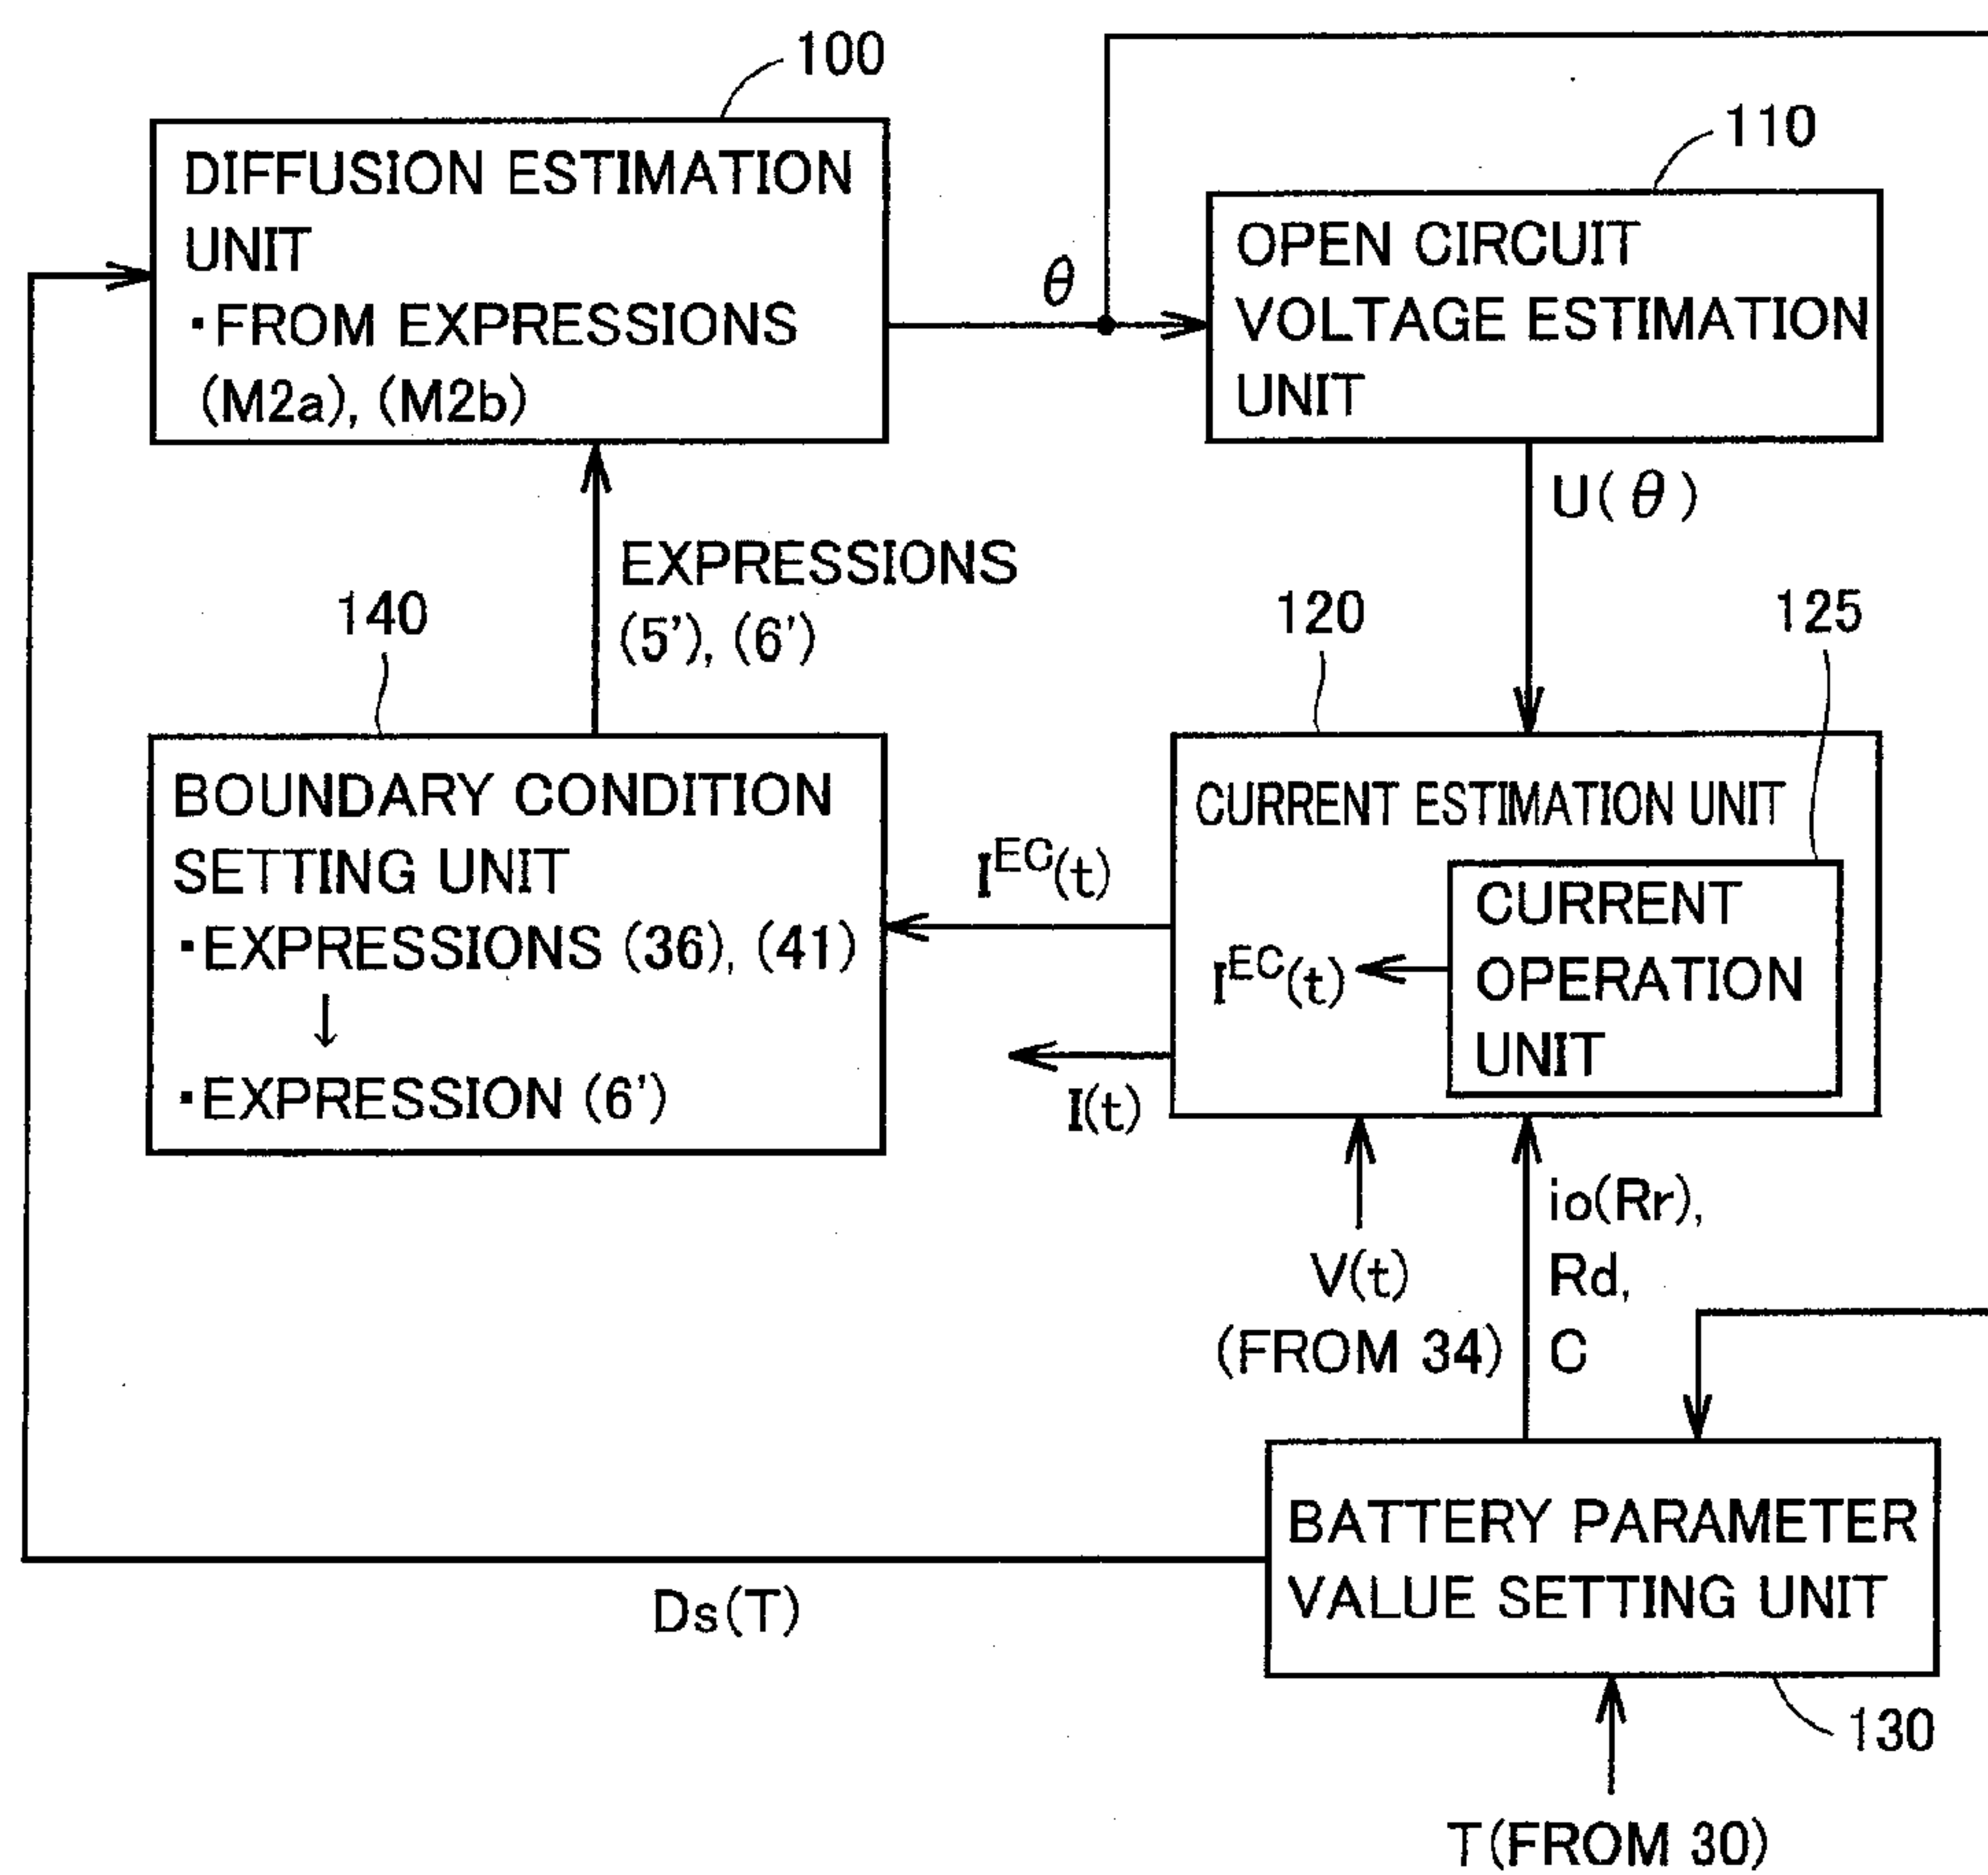 100
DIFFUSION ESTIMATION
UNIT
・FROM EXPRESSIONS
(M2a), (M2b)
θ
110
OPEN CIRCUIT
VOLTAGE ESTIMATION
UNIT
U(θ)
EXPRESSIONS
(5'), (6')
140
BOUNDARY CONDITION
SETTING UNIT
・EXPRESSIONS (36), (41)
↓
・EXPRESSION (6')
I^EC(t)
I(t)
120
125
CURRENT ESTIMATION UNIT
I^EC(t)
CURRENT
OPERATION
UNIT
V(t)
(FROM 34)
io(Rr),
Rd,
C
BATTERY PARAMETER
VALUE SETTING UNIT
130
Ds(T)
T(FROM 30)